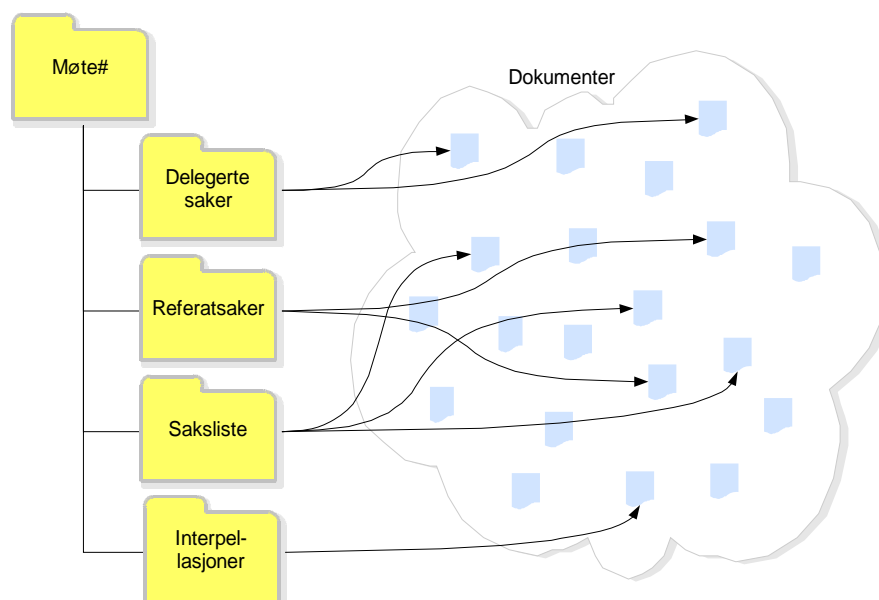 Møte#
Dokumenter
Delegerte
saker
Referatsaker
Saksliste
Interpel-
lasjoner